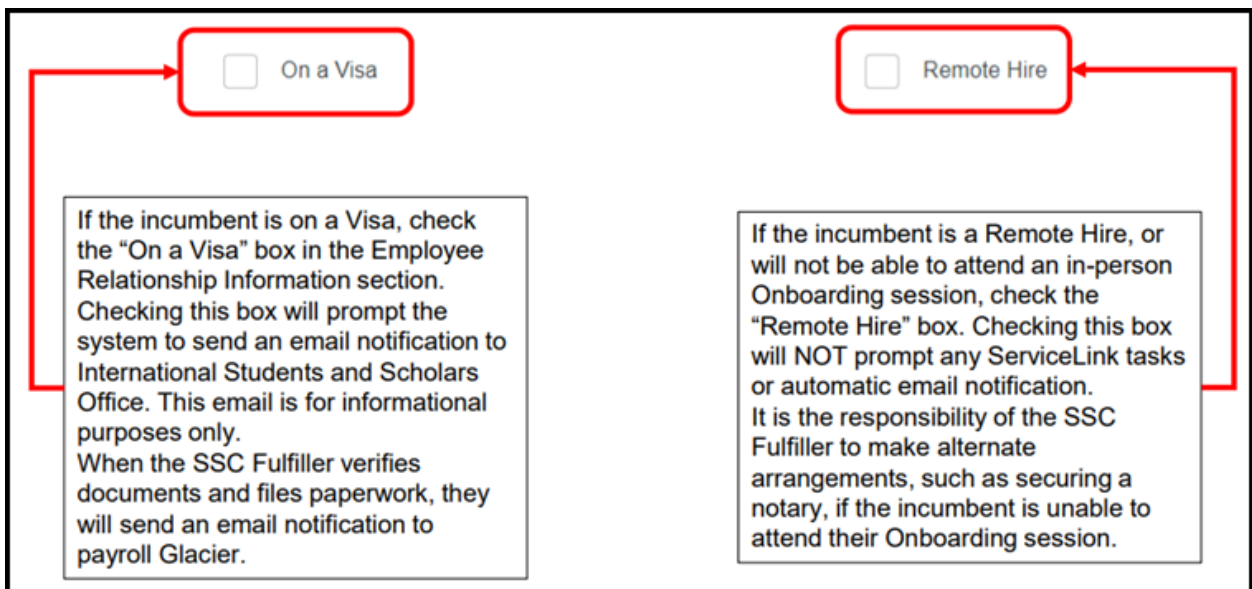 On a Visa
Remote Hire
If the incumbent is on a Visa, check
the “On a Visa” box in the Employee
Relationship Information section.
Checking this box will prompt the
system to send an email notification to
International Students and Scholars
Office. This email is for informational
purposes only.
When the SSC Fulfiller verifies
documents and files paperwork, they
will send an email notification to
payroll Glacier.
If the incumbent is a Remote Hire, or
will not be able to attend an in-person
Onboarding session, check the
“Remote Hire” box. Checking this box
will NOT prompt any ServiceLink tasks
or automatic email notification.
It is the responsibility of the SSC
Fulfiller to make alternate
arrangements, such as securing a
notary, if the incumbent is unable to
attend their Onboarding session.